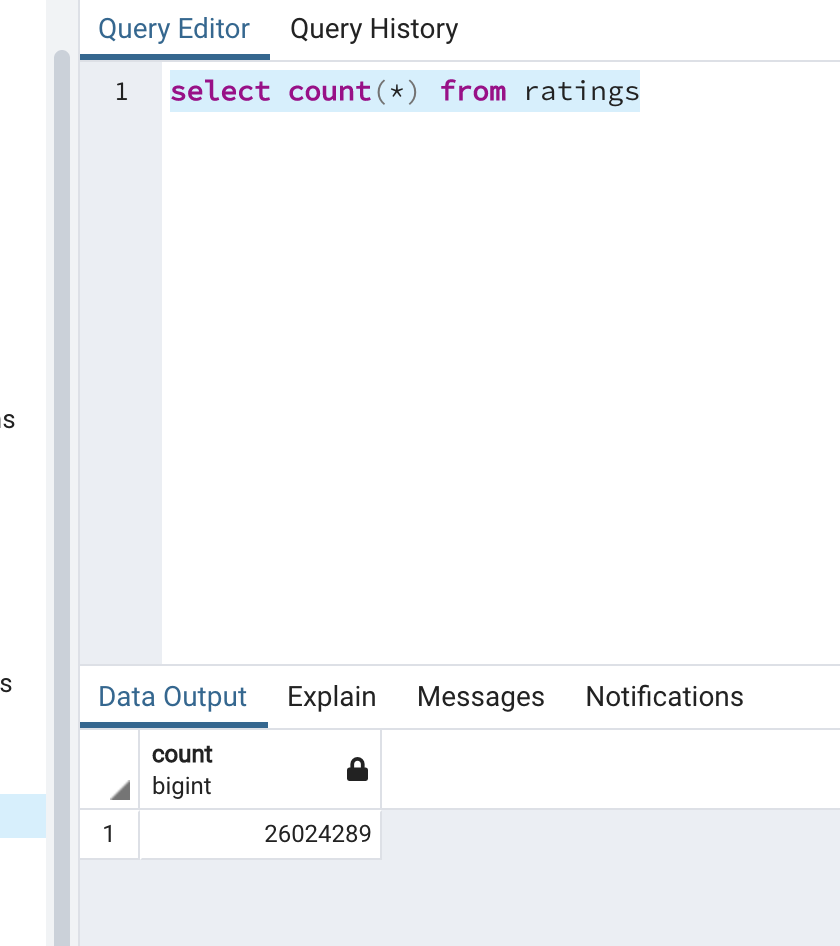 Query Editor Query History
1 select count(*) from ratings
s
Data Output Explain Messages Notifications
count
bigint
1 26024289